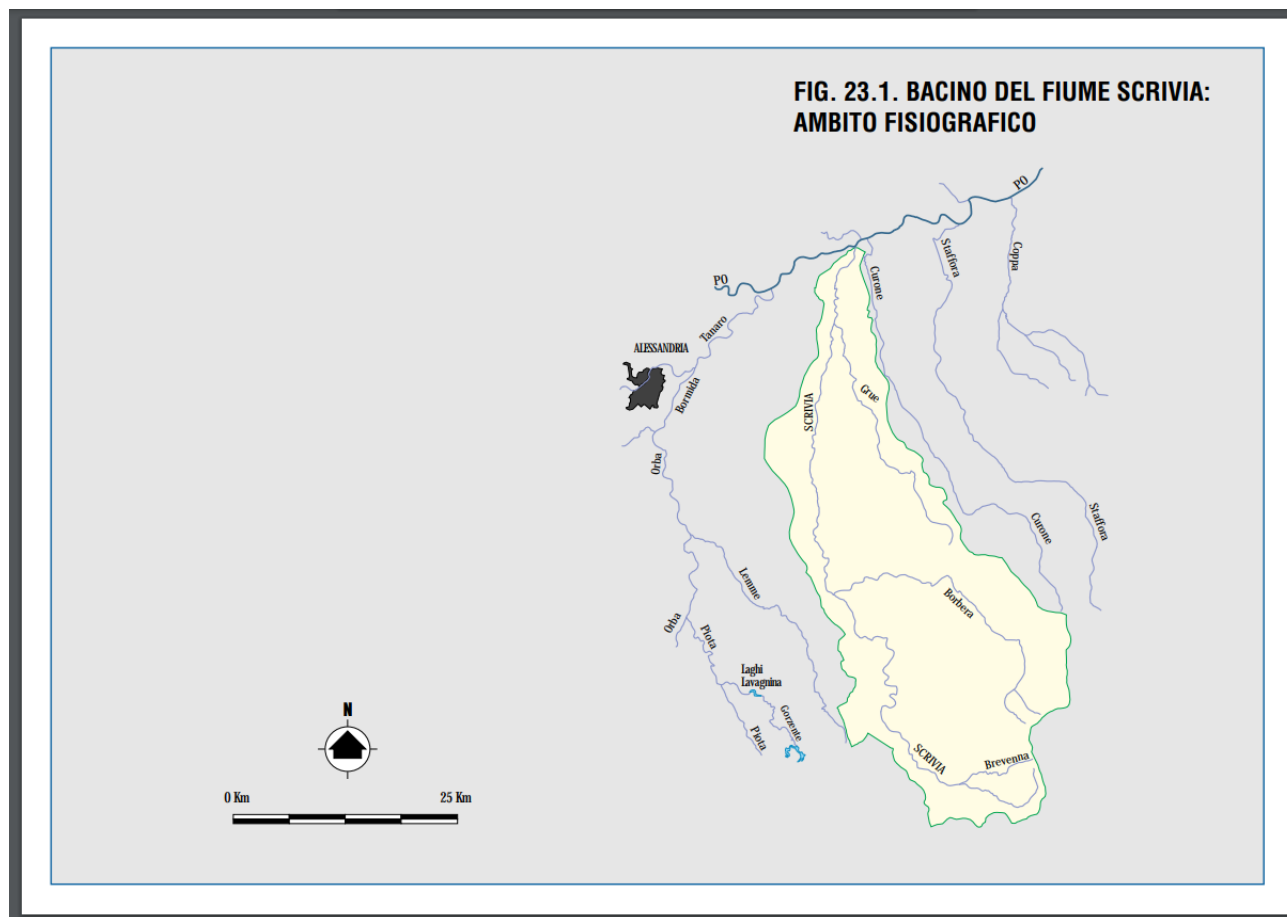 FIG. 23.1. BACINO DEL FIUME SCRIVIA:
AMBITO FISIOGRAFICO
PO
Staffora
Coppa
PO
Curone
Tanaro
ALESSANDRIA
Bormida
Grue
SCRIVIA
Orba
Curone
Staffora
Lemme
Borbera
Orba
Piota
Laghi
Lavagnina
Gorzente
Piota
SCRIVIA
Brevenna
N
0 Km
25 Km